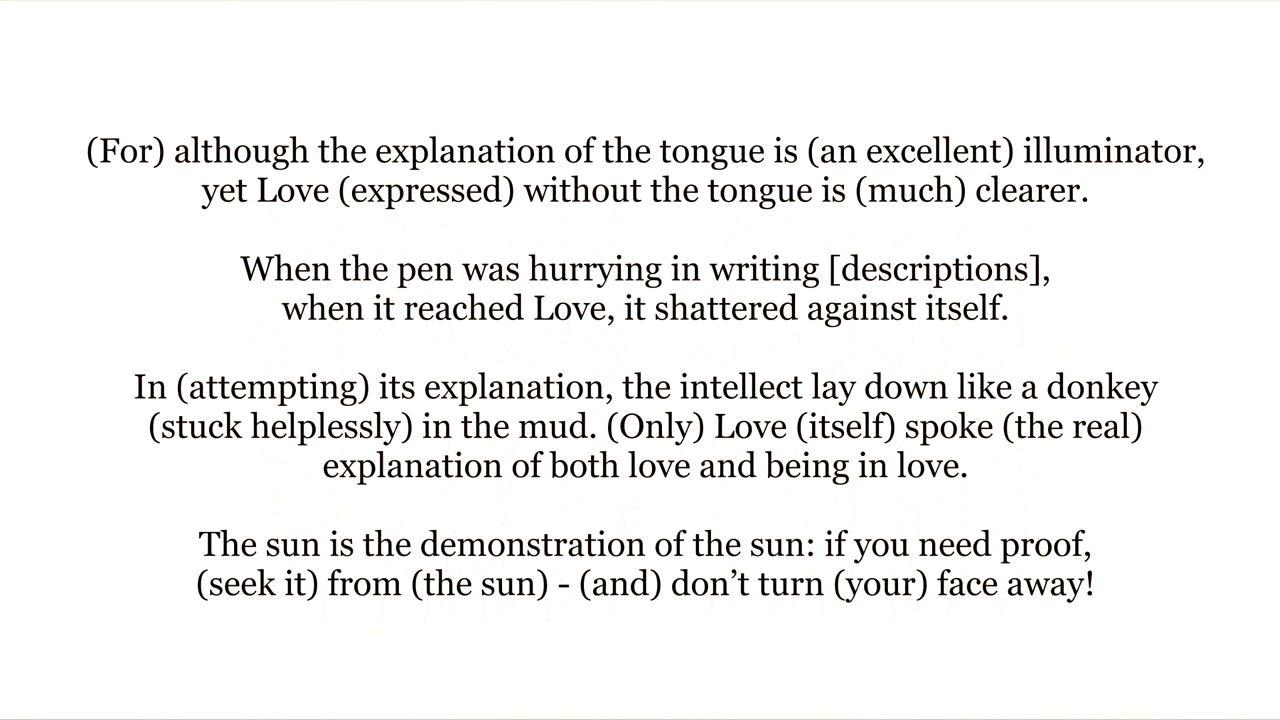 (For) although the explanation of the tongue is (an excellent) illuminator,
yet Love (expressed) without the tongue is (much) clearer.
When the pen was hurrying in writing [descriptions],
when it reached Love, it shattered against itself.
In (attempting) its explanation, the intellect lay down like a donkey
(stuck helplessly) in the mud. (Only) Love (itself) spoke (the real)
explanation of both love and being in love.
The sun is the demonstration of the sun: if you need proof,
(seek it) from (the sun) - (and) don’t turn (your) face away!